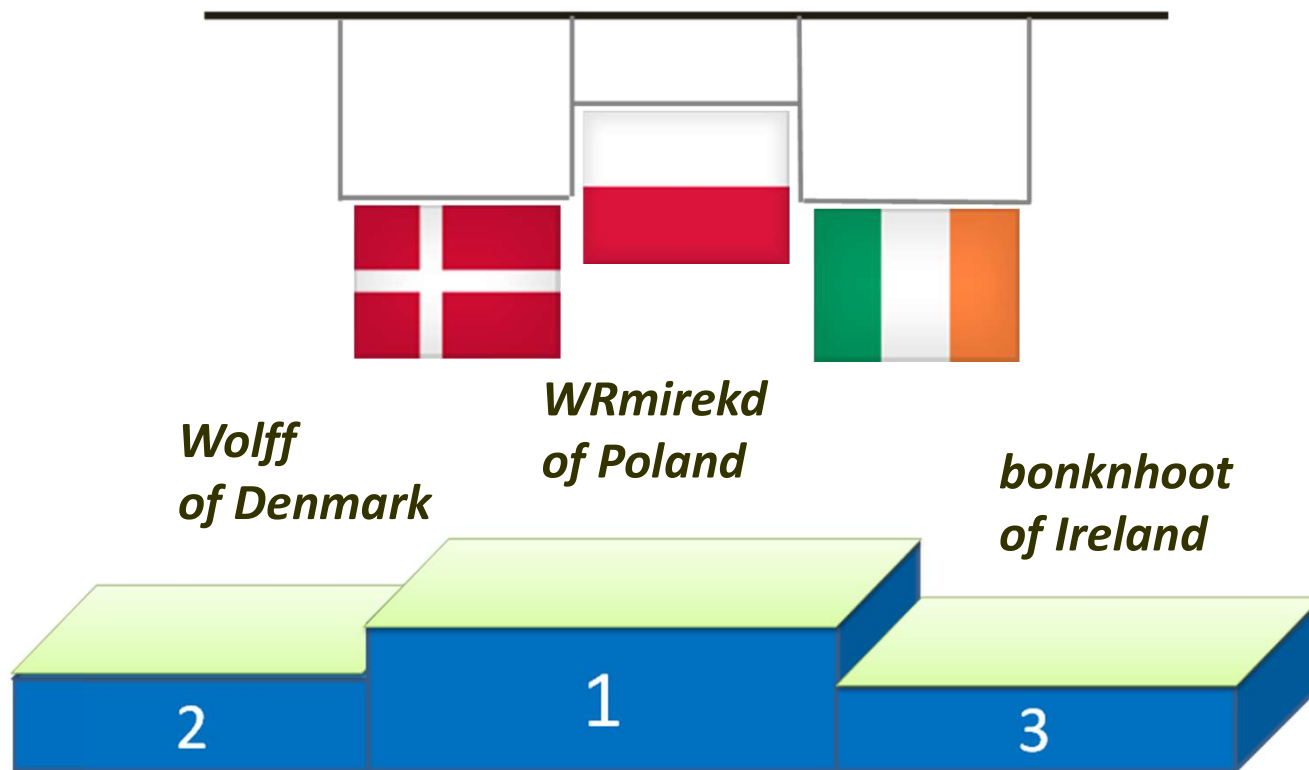 WRmirekd
of Poland
Wolff
of Denmark
bonknhoot
of Ireland
2
1
3